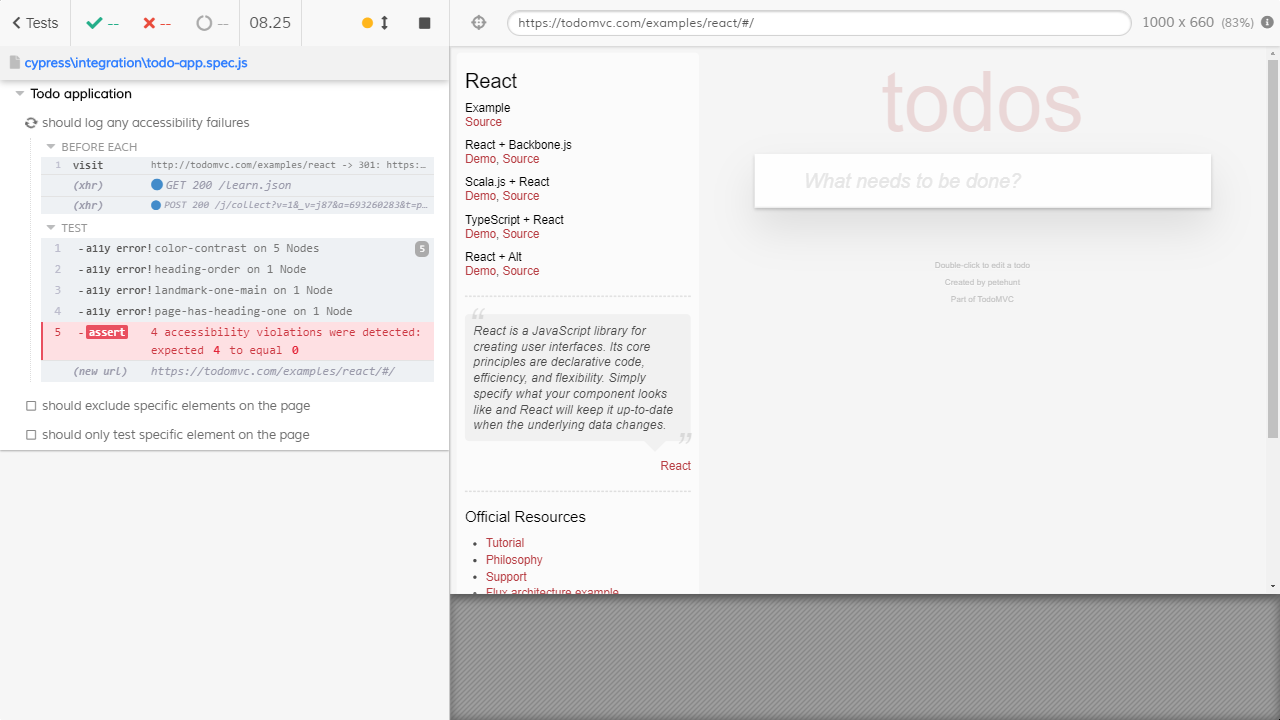 Tests
--
--
--
08.25
https://todomvc.com/examples/react/#/
1000 x 660 (83%)
cypress\integration\todo-app.spec.js
Todo application
should log any accessibility failures
BEFORE EACH
1 visit http://todomvc.com/examples/react -> 301: https:…
(xhr) GET 200 /learn.json
(xhr) POST 200 /j/collect?v=1&_v=j87&a=693260283&t=p…
TEST
1 -a11y error! color-contrast on 5 Nodes 5
2 -a11y error! heading-order on 1 Node
3 -a11y error! landmark-one-main on 1 Node
4 -a11y error! page-has-heading-one on 1 Node
5 -assert 4 accessibility violations were detected:
expected 4 to equal 0
(new url) https://todomvc.com/examples/react/#/
should exclude specific elements on the page
should only test specific element on the page
React
Example
Source
React + Backbone.js
Demo, Source
Scala.js + React
Demo, Source
TypeScript + React
Demo, Source
React + Alt
Demo, Source
“
React is a JavaScript library for
creating user interfaces. Its core
principles are declarative code,
efficiency, and flexibility. Simply
specify what your component looks
like and React will keep it up-to-date
when the underlying data changes.
”
React
Official Resources
• Tutorial
• Philosophy
• Support
• Flux architecture example
todos
What needs to be done?
Double-click to edit a todo
Created by petehunt
Part of TodoMVC